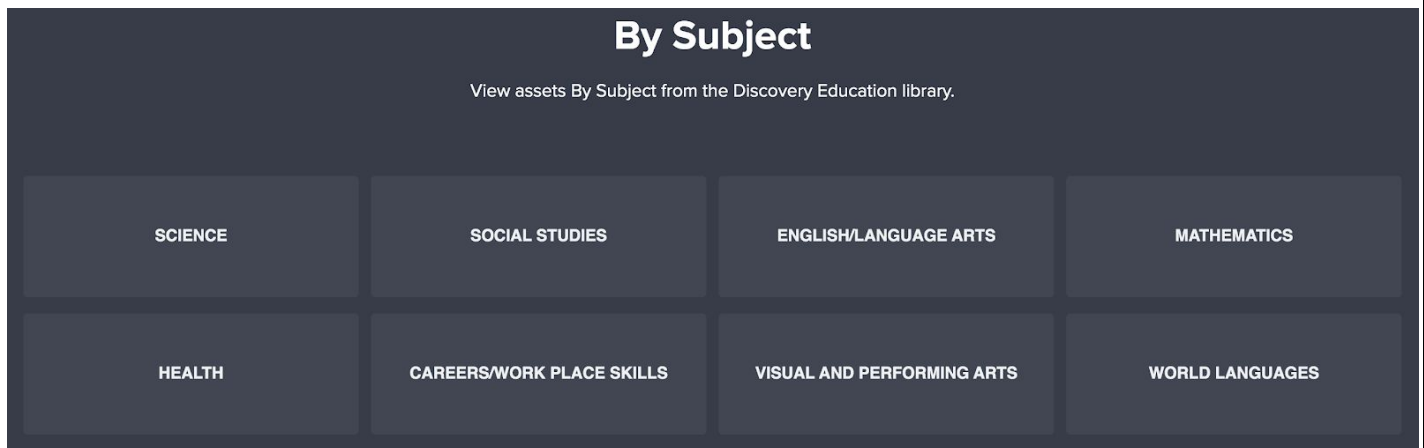 By Subject
View assets By Subject from the Discovery Education library.
SCIENCE
SOCIAL STUDIES
ENGLISH/LANGUAGE ARTS
MATHEMATICS
HEALTH
CAREERS/WORK PLACE SKILLS
VISUAL AND PERFORMING ARTS
WORLD LANGUAGES